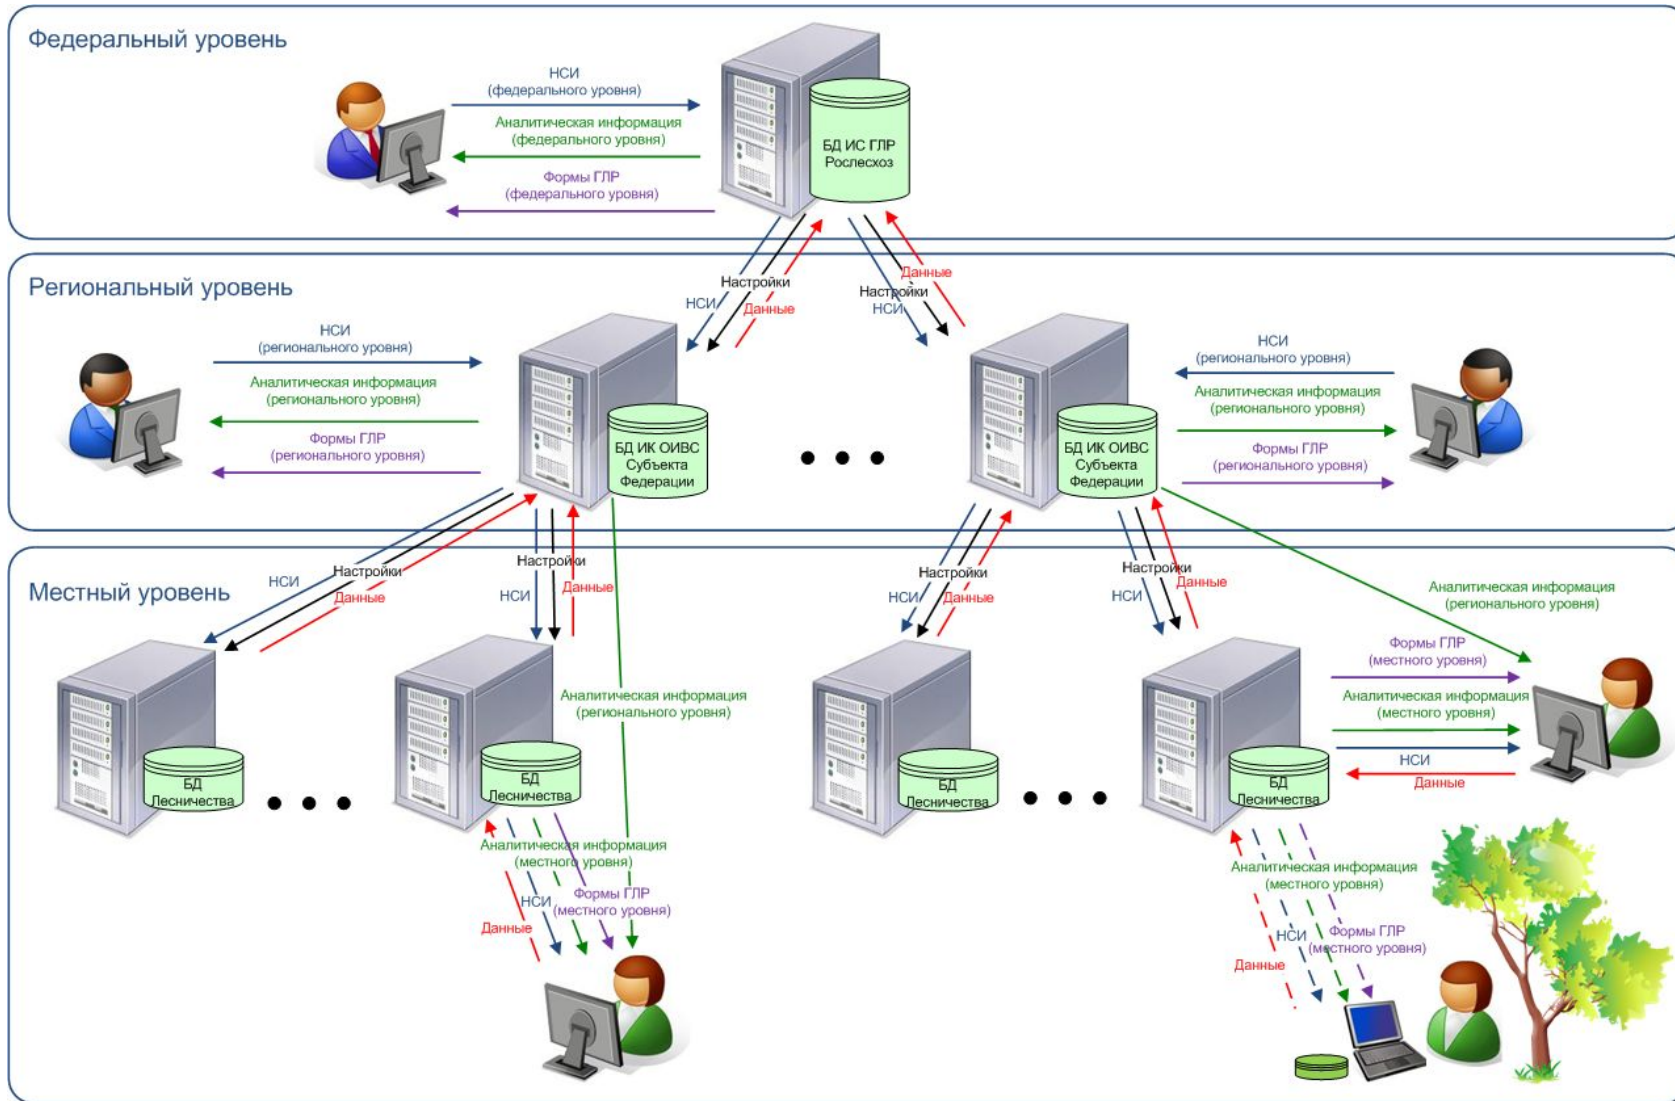 Федеральный уровень
НСИ
(федерального уровня)
Аналитическая информация
(федерального уровня)
Формы ГЛР
(федерального уровня)
БД ИС ГЛР
Рослесхоз
Региональный уровень
НСИ
Настройки
Данные
Данные
Настройки
НСИ
НСИ
(регионального уровня)
Аналитическая информация
(регионального уровня)
Формы ГЛР
(регионального уровня)
БД ИК ОИВС
Субъекта
Федерации
БД ИК ОИВС
Субъекта
Федерации
НСИ
(регионального уровня)
Аналитическая информация
(регионального уровня)
Формы ГЛР
(регионального уровня)
Местный уровень
НСИ
Настройки
Данные
Настройки
НСИ
Данные
Настройки
НСИ
Данные
Настройки
НСИ
Данные
Аналитическая информация
(регионального уровня)
Аналитическая информация
(регионального уровня)
Формы ГЛР
(местного уровня)
Аналитическая информация
(местного уровня)
НСИ
Данные
БД
Лесничества
БД
Лесничества
БД
Лесничества
БД
Лесничества
Аналитическая информация
(местного уровня)
НСИ
Формы ГЛР
(местного уровня)
Данные
Аналитическая информация
(местного уровня)
НСИ
Формы ГЛР
(местного уровня)
Данные